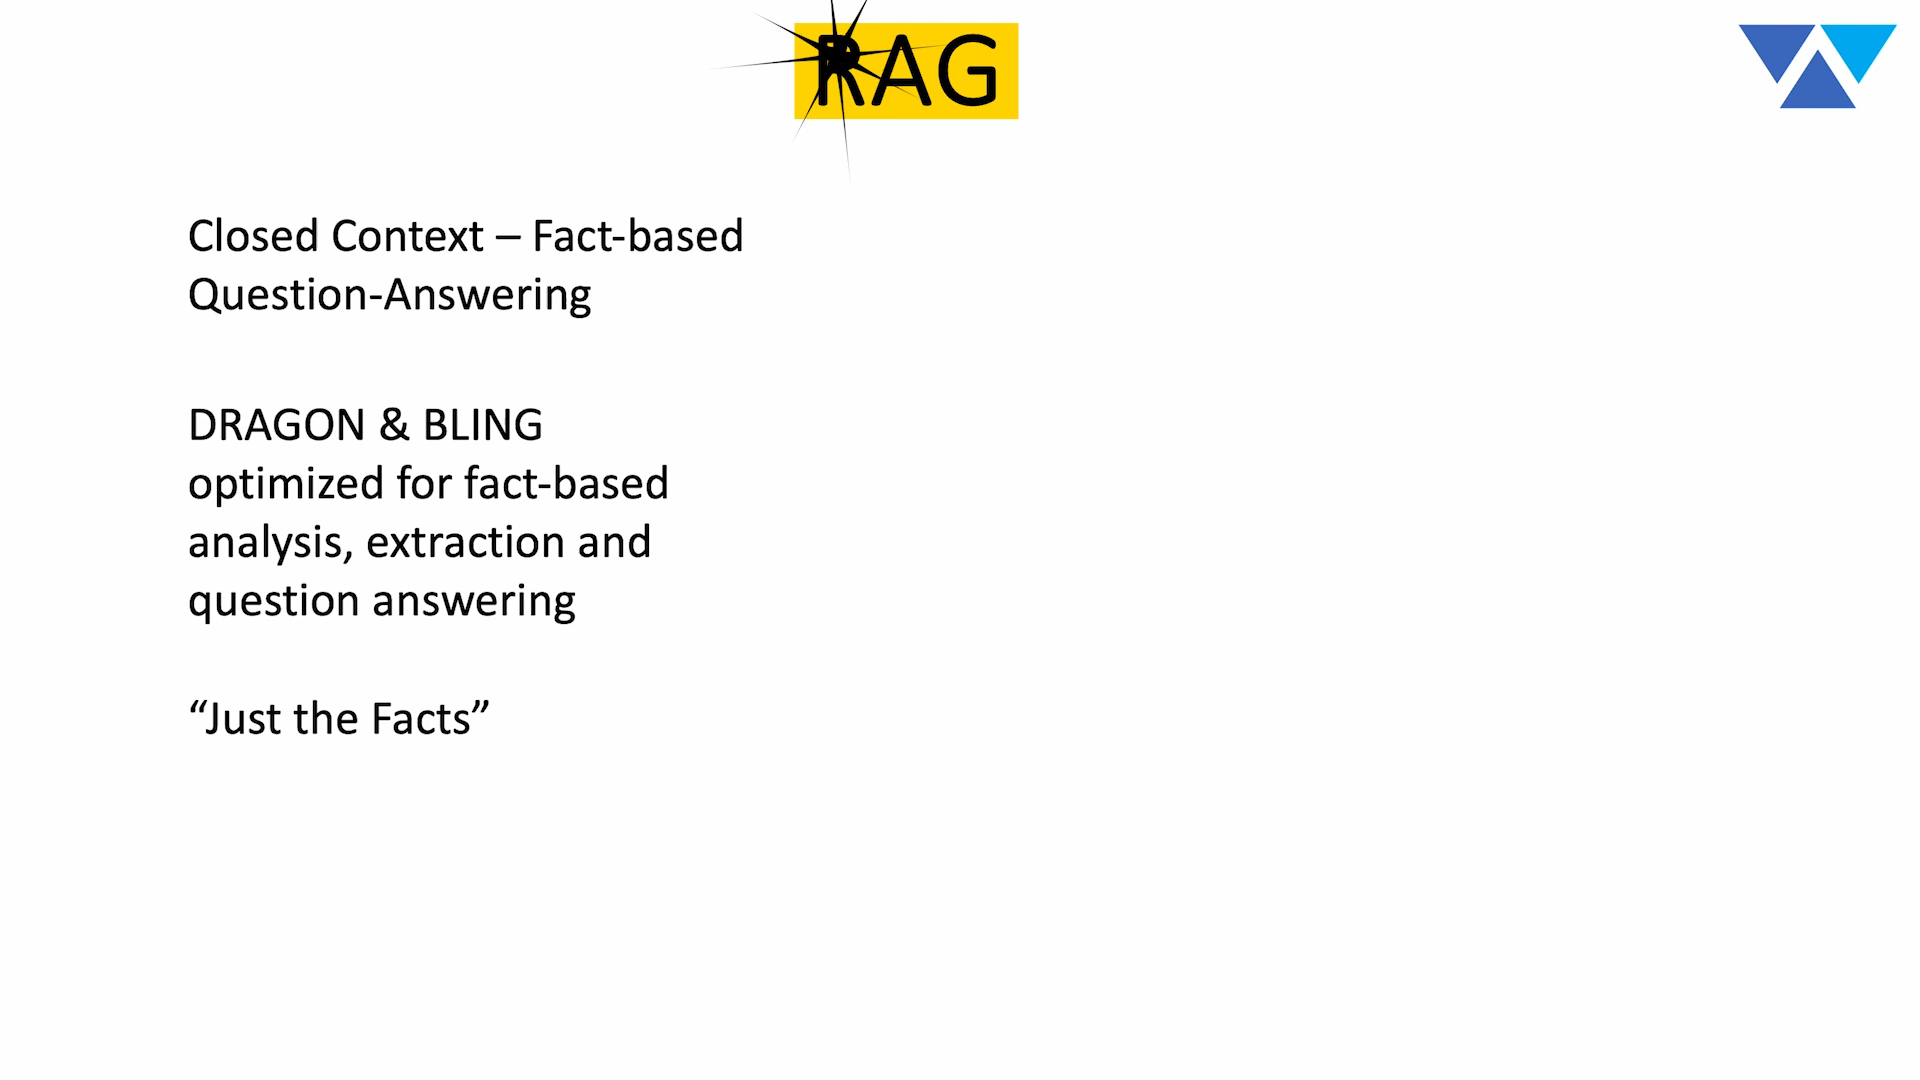 RAG
Closed Context – Fact-based
Question-Answering
DRAGON & BLING
optimized for fact-based
analysis, extraction and
question answering
“Just the Facts”